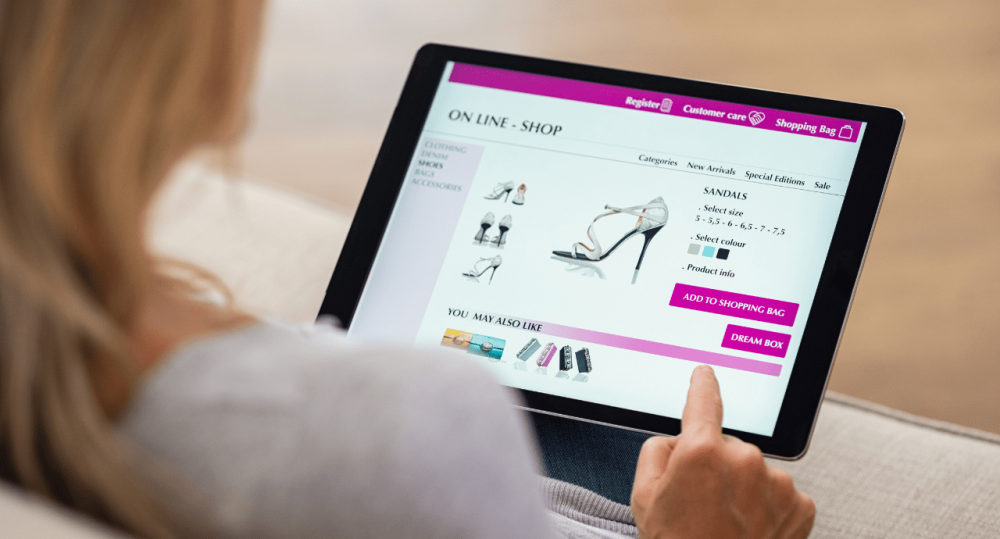 Register
Customer care
Shopping Bag
ON LINE - SHOP
Categories New Arrivals Special Editions Sale
CLOTHING
DENIM
SHOES
BAGS
ACCESSORIES
SANDALS
. Select size
5 - 5,5 - 6 - 6,5 - 7 - 7,5
. Select colour
. Product info
ADD TO SHOPPING BAG
DREAM BOX
YOU MAY ALSO LIKE